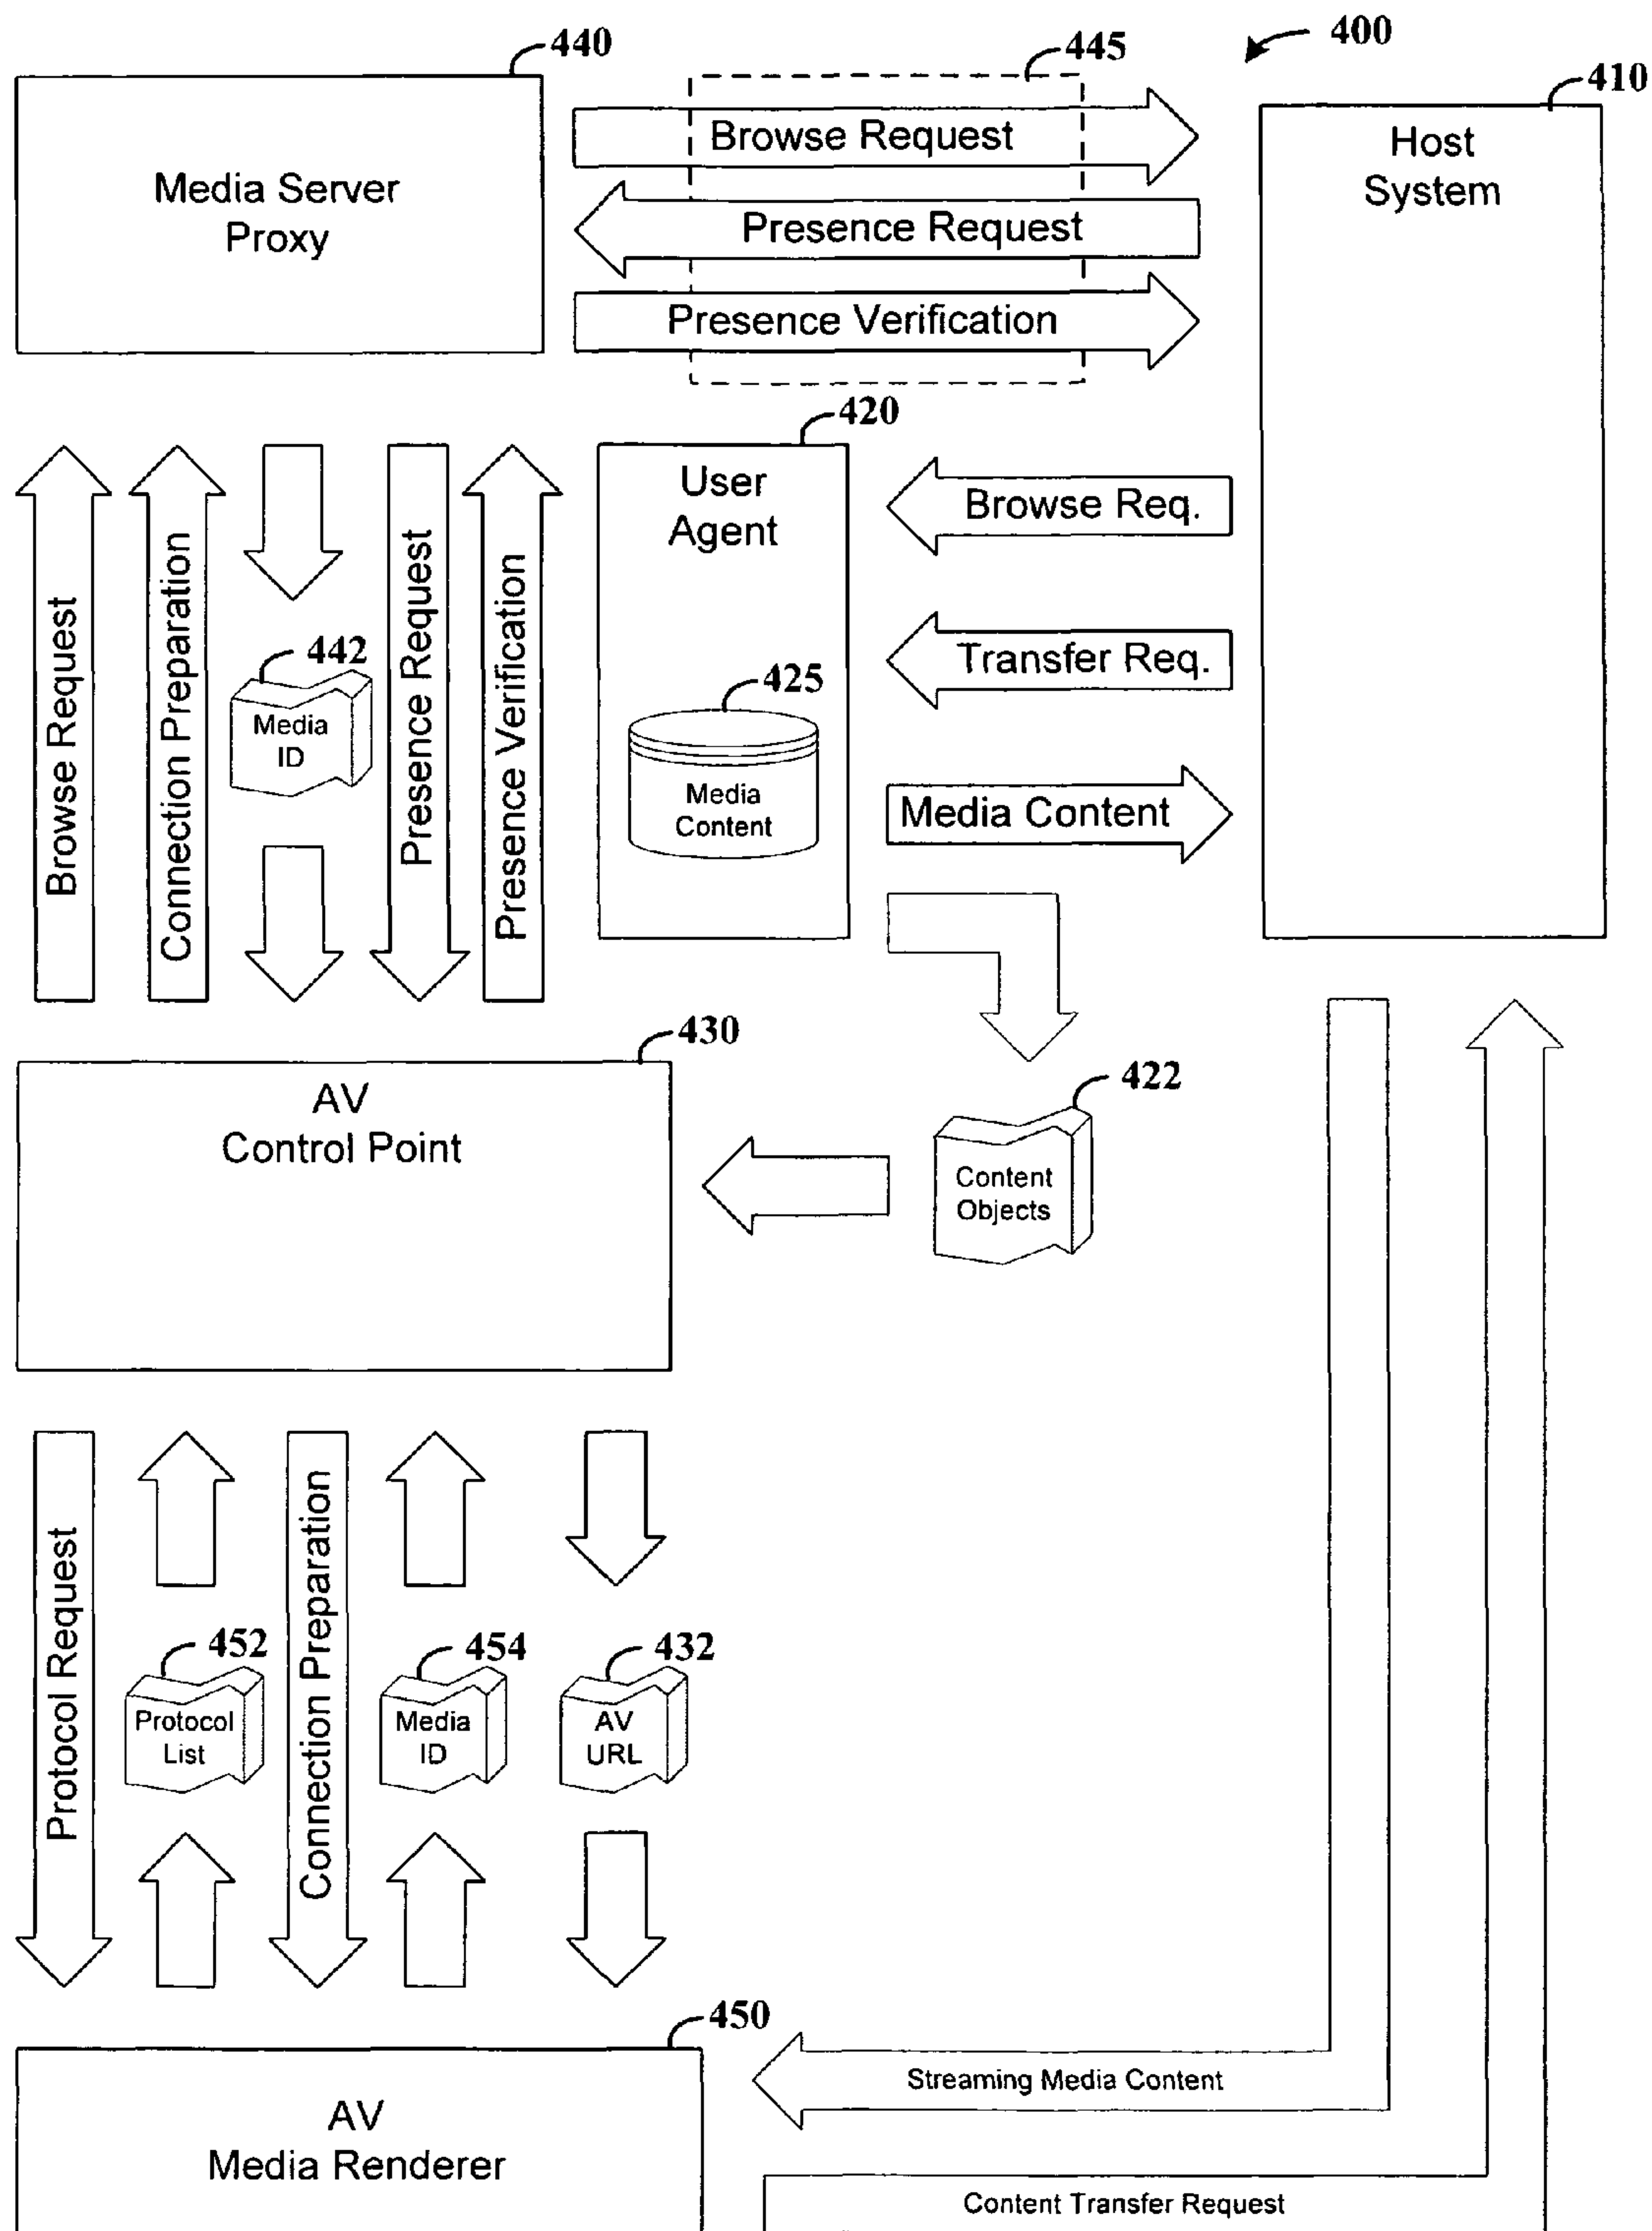 440
445
400
410
Media Server
Proxy
Browse Request
Presence Request
Presence Verification
Host
System
420
User
Agent
Browse Req.
Transfer Req.
425
Media
Content
Media Content
Browse Request
Connection Preparation
442
Media
ID
Presence Request
Presence Verification
430
AV
Control Point
422
Content
Objects
Protocol Request
452
Protocol
List
Connection Preparation
454
Media
ID
432
AV
URL
450
AV
Media Renderer
Streaming Media Content
Content Transfer Request